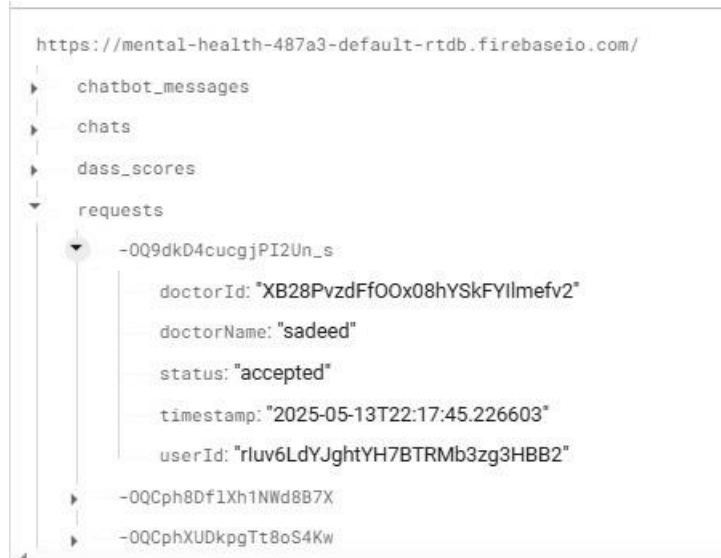 https://mental-health-487a3-default-rtdb.firebaseio.com/
chatbot_messages
chats
dass_scores
requests
-OQ9dkD4cucgjPI2Un_s
doctorId: "XB28PvzdFfOOx08hYSkFYIlmefv2"
doctorName: "sadeed"
status: "accepted"
timestamp: "2025-05-13T22:17:45.226603"
userId: "rIuv6LdYJghtYH7BTRMb3zg3HBB2"
-OQCph8DflXh1NWd8B7X
-OQCphXUDkpgTt8oS4Kw